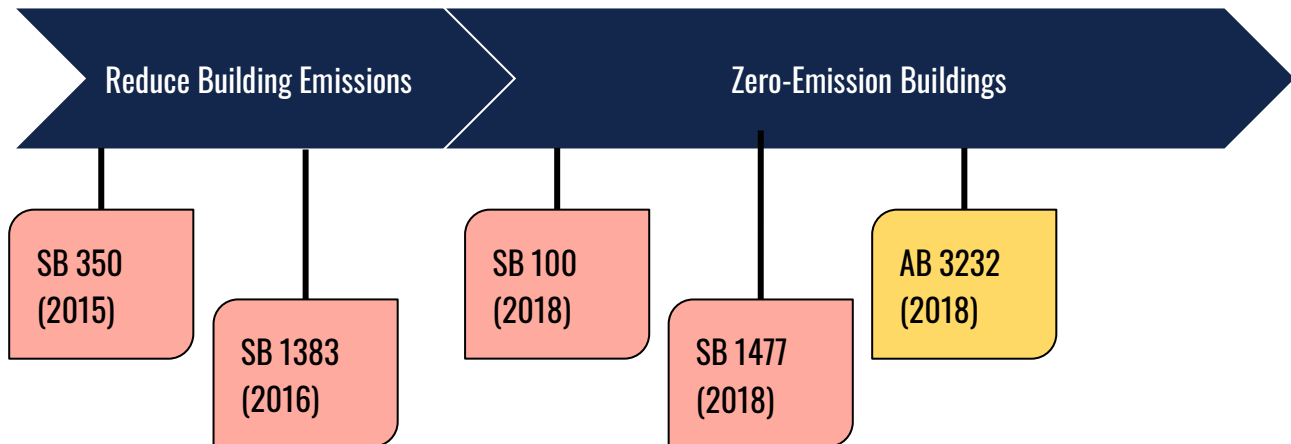 Reduce Building Emissions
Zero-Emission Buildings
SB 350
(2015)
SB 1383
(2016)
SB 100
(2018)
SB 1477
(2018)
AB 3232
(2018)